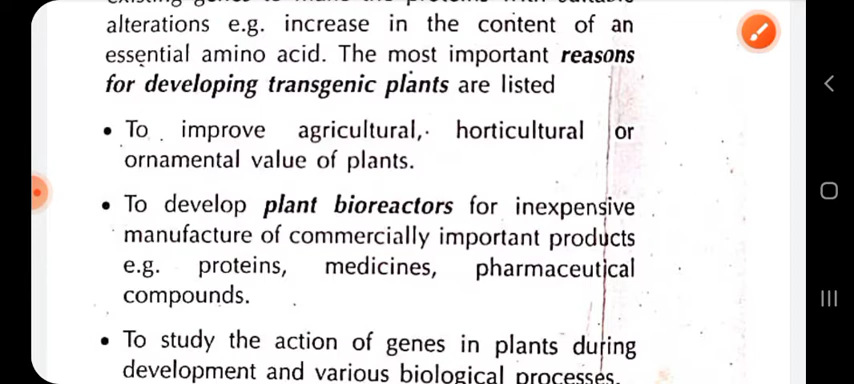 alterations e.g. increase in the content of an
essential amino acid. The most important reasons
for developing transgenic plants are listed
• To improve agricultural, horticultural or
ornamental value of plants.
• To develop plant bioreactors for inexpensive
manufacture of commercially important products
e.g. proteins, medicines, pharmaceutical
compounds.
• To study the action of genes in plants during
development and various biological processes.